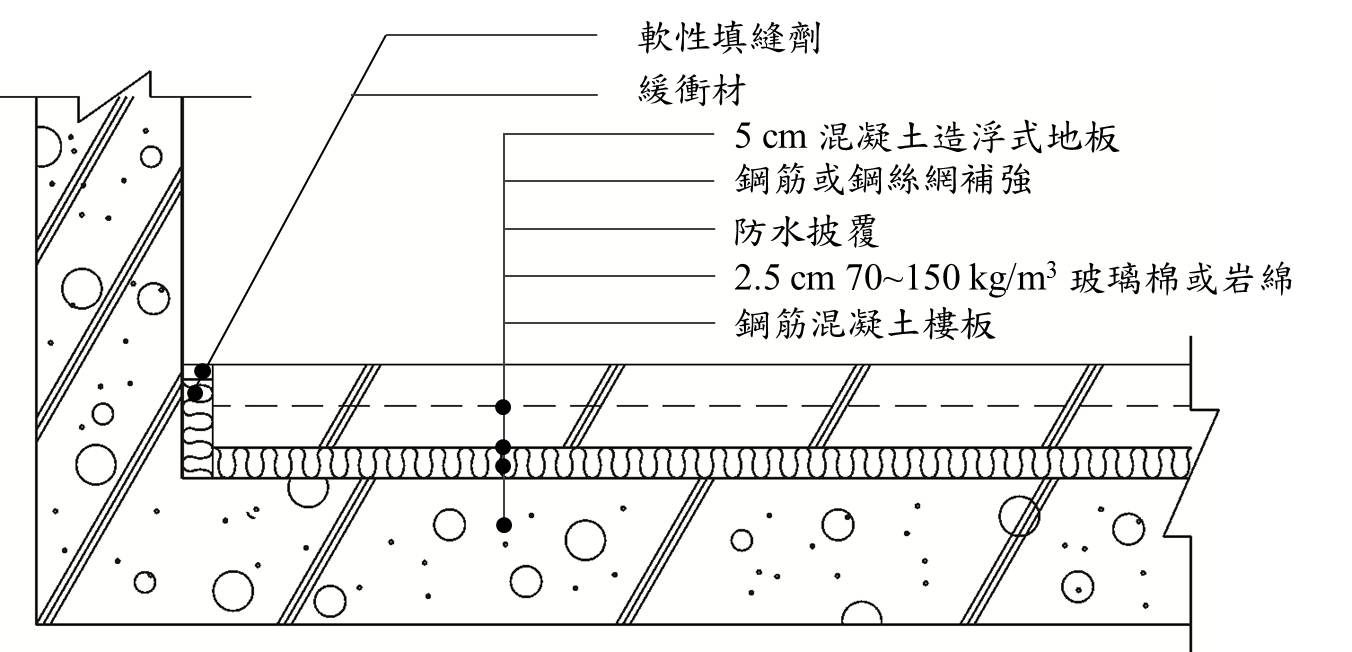 軟性填縫劑
緩衝材
5 cm 混凝土造浮式地板
鋼筋或鋼絲網補強
防水披覆
2.5 cm 70~150 kg/m³ 玻璃棉或岩綿
鋼筋混凝土樓板